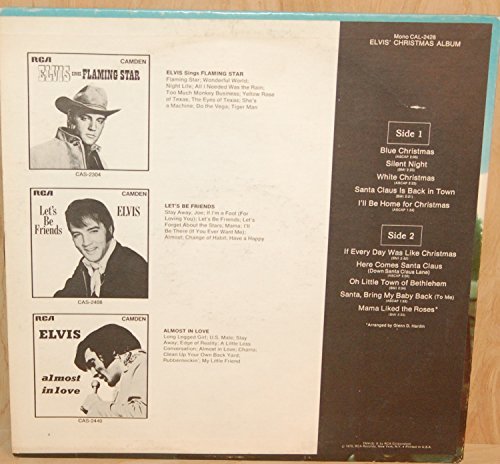 RCA CAMDEN
ELVIS SINGS FLAMING STAR
CAS-2304
ELVIS Sings FLAMING STAR
Flaming Star; Wonderful World;
Night Life; All I Needed Was the Rain;
Too Much Monkey Business; Yellow Rose
of Texas; The Eyes of Texas; She's
a Machine; Do the Vega; Tiger Man
RCA CAMDEN
Let's Be Friends
ELVIS
CAS-2408
LET'S BE FRIENDS
Stay Away, Joe; If I'm a Fool (For
Loving You); Let's Be Friends; Let's
Forget About the Stars; Mama; I'll
Be There (If You Ever Want Me);
Almost; Change of Habit; Have a Happy
RCA CAMDEN
ELVIS
almost
in love
CAS-2440
ALMOST IN LOVE
Long Legged Girl; U.S. Male; Stay
Away; Edge of Reality; A Little Less
Conversation; Almost in Love; Charro;
Clean Up Your Own Back Yard;
Rubberneckin'; My Little Friend
Mono CAL-2428
ELVIS' CHRISTMAS ALBUM
Side 1
Blue Christmas
Silent Night
White Christmas
Santa Claus Is Back in Town
I'll Be Home for Christmas
Side 2
If Every Day Was Like Christmas
Here Comes Santa Claus
(Down Santa Claus Lane)
Oh Little Town of Bethlehem
Santa, Bring My Baby Back (To Me)
Mama Liked the Roses*
*Arranged by Glenn D. Hardin